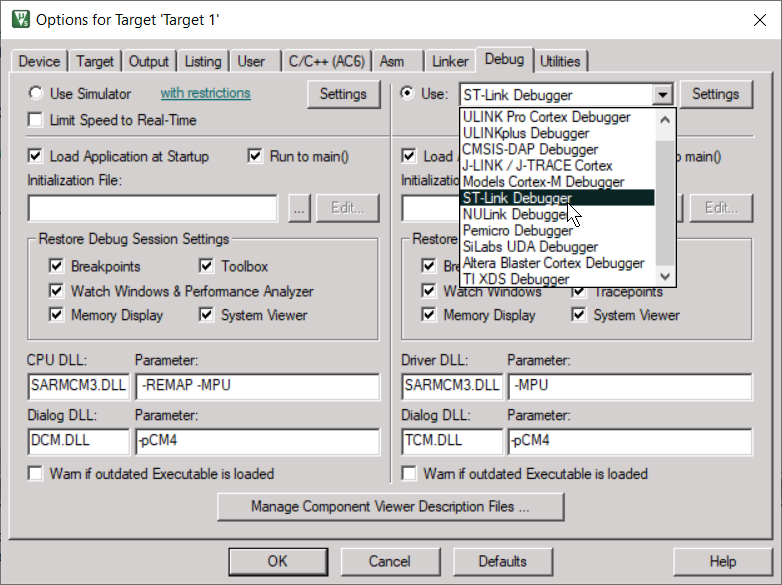 Options for Target 'Target 1'
Device Target Output Listing User C/C++ (AC6) Asm Linker Debug Utilities
Use Simulator with restrictions Settings
Limit Speed to Real-Time
Load Application at Startup Run to main()
Initialization File:
... Edit...
Restore Debug Session Settings
Breakpoints Toolbox
Watch Windows & Performance Analyzer
Memory Display System Viewer
CPU DLL: Parameter:
SARMCM3.DLL -REMAP -MPU
Dialog DLL: Parameter:
DCM.DLL -pCM4
Warn if outdated Executable is loaded
Use: ST-Link Debugger Settings
ULINK Pro Cortex Debugger
ULINKplus Debugger
CMSIS-DAP Debugger
J-LINK / J-TRACE Cortex
Models Cortex-M Debugger
ST-Link Debugger
NULink Debugger
Pemicro Debugger
SiLabs UDA Debugger
Altera Blaster Cortex Debugger
TI XDS Debugger
Load main()
Edit...
Restore
Watch Windows Tracepoints
Memory Display System Viewer
Driver DLL: Parameter:
SARMCM3.DLL -MPU
Dialog DLL: Parameter:
TCM.DLL -pCM4
Warn if outdated Executable is loaded
Manage Component Viewer Description Files ...
OK Cancel Defaults Help